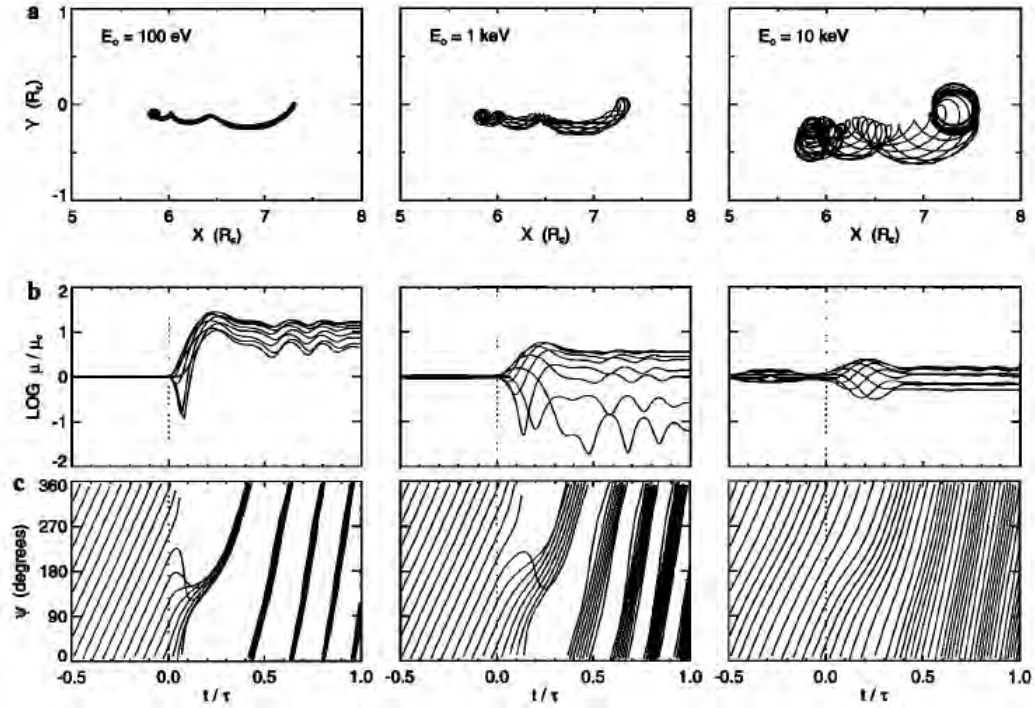 a
E₀ = 100 eV
E₀ = 1 keV
E₀ = 10 keV
Y (Rₑ)
1
0
-1
5 6 7 8
5 6 7 8
5 6 7 8
X (Rₑ)
X (Rₑ)
X (Rₑ)
b
LOG μ / μ₀
2
1
0
-1
-2
c
ψ (degrees)
360
270
180
90
0
-0.5 0.0 0.5 1.0
-0.5 0.0 0.5 1.0
-0.5 0.0 0.5 1.0
t / τ
t / τ
t / τ